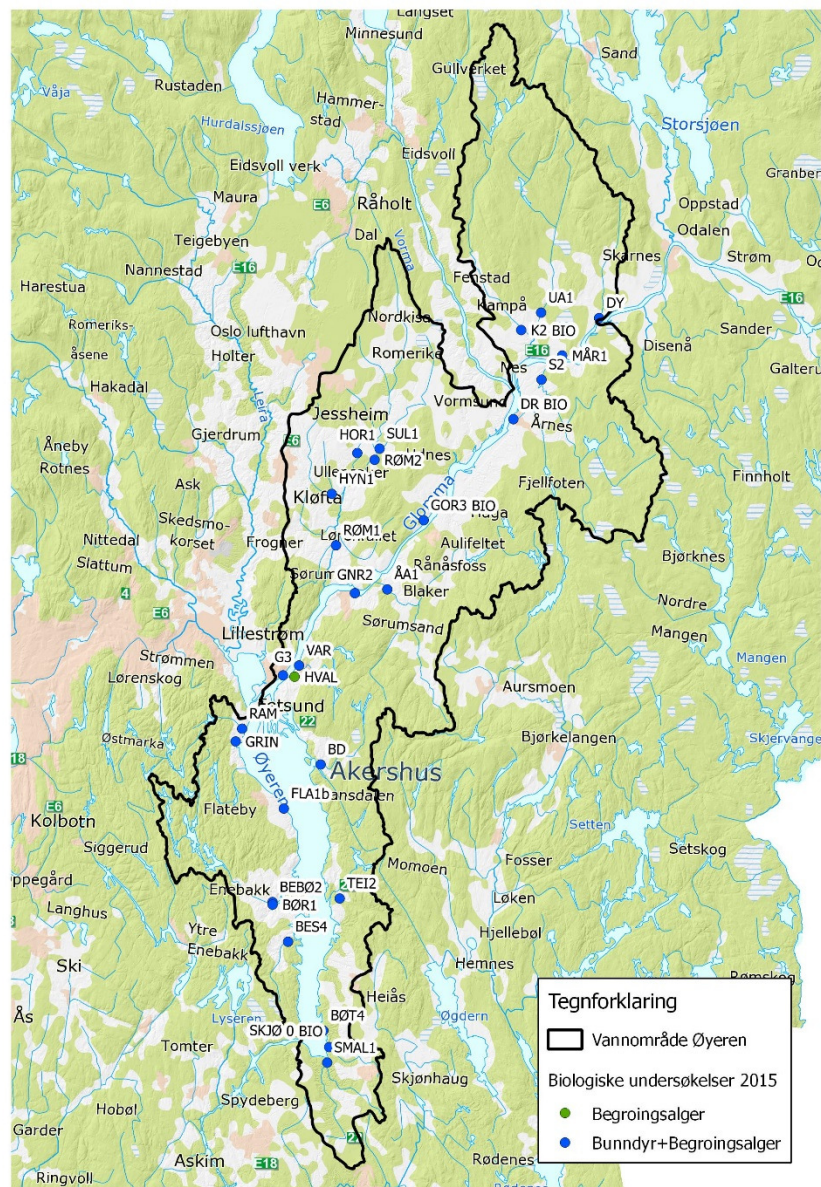 Langset
Minnesund
Sand
Gullverket
Rustaden
Våja
Hammer-
stad
Storsjøen
Hurdalssjøen
Eidsvoll
Eidsvoll verk
Granber
Maura
E6
Råholt
Oppstad
Odalen
Teigebyen
Dal
Vorma
Skarnes
Strøm
E16
Nannestad
Fenstad
Harestua
Kampå
UA1
DY
E16
Nordkisa
Oslo lufthavn
K2 BIO
Sander
Romeriks-
åsene
Holter
Romerike
E16
MÅR1
Disenå
Nes
S2
Galteru
Hakadal
Leira
Vormsund
DR BIO
Jessheim
Årnes
Åneby
Gjerdrum
E6
HOR1
SUL1
Rotnes
RØM2
Ask
HYN1
Fjellfoten
Finnholt
Kløfta
Glomma
Nittedal
Skedsmo-
korset
GOR3 BIO
Slattum
Frogner
RØM1
Aulifeltet
Bjørknes
4
Rånåsfoss
E6
GNR2
ÅA1
Blaker
Nordre
Sørumsand
Lillestrøm
Mangen
Strømmen
G3
VAR
Mangen
Lørenskog
HVAL
Aursmoen
RAM
22
Østmarka
GRIN
Bjørkelangen
Skjervange
BD
18
Øyeren
Akershus
E6
FLA1b
Flateby
Kolbotn
Setten
Setskog
Siggerud
Momoen
Fosser
Enebakk
BEBØ2
TEI2
Langhus
BØR1
Løken
Ytre
Enebakk
BES4
Hjellebøl
Ski
Hemnes
Rømskog
Ås
Heiås
Øgdern
Lyseren
BØT4
SKJØ 0 BIO
Tomter
SMAL1
Skjønhaug
Hobøl
Spydeberg
Garder
Askim
E18
Rødenes
Ringvoll
Tegnforklaring
Vannområde Øyeren
Biologiske undersøkelser 2015
Begroingsalger
Bunndyr+Begroingsalger